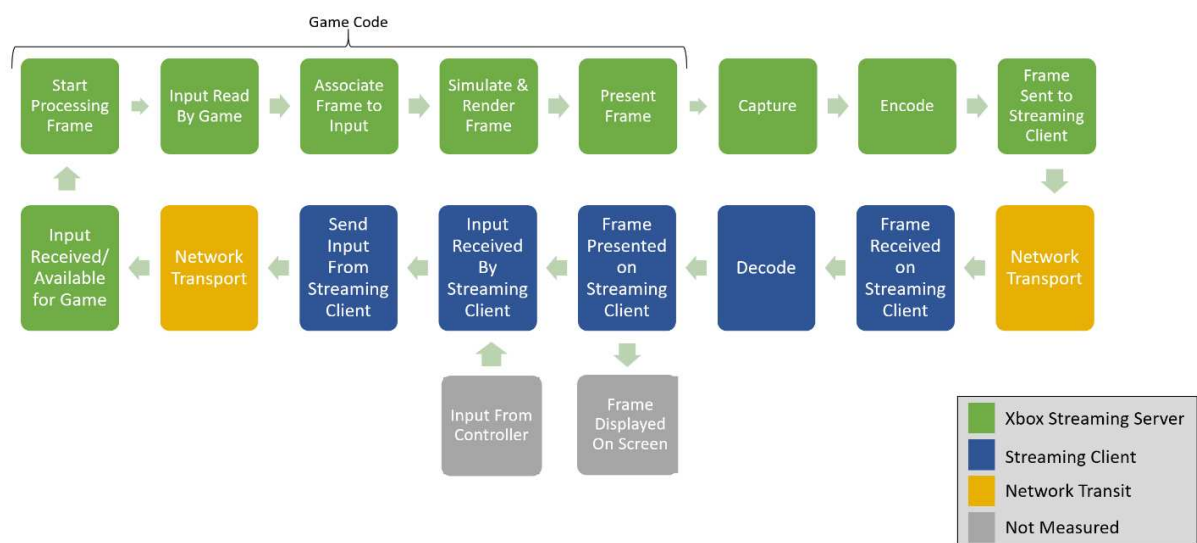 Game Code
Start
Processing
Frame
Input Read
By Game
Associate
Frame to
Input
Simulate &
Render
Frame
Present
Frame
Capture
Encode
Frame
Sent to
Streaming
Client
Input
Received/
Available
for Game
Network
Transport
Send
Input
From
Streaming
Client
Input
Received
By
Streaming
Client
Frame
Presented
on
Streaming
Client
Decode
Frame
Received
on
Streaming
Client
Network
Transport
Input From
Controller
Frame
Displayed
On Screen
Xbox Streaming Server
Streaming Client
Network Transit
Not Measured